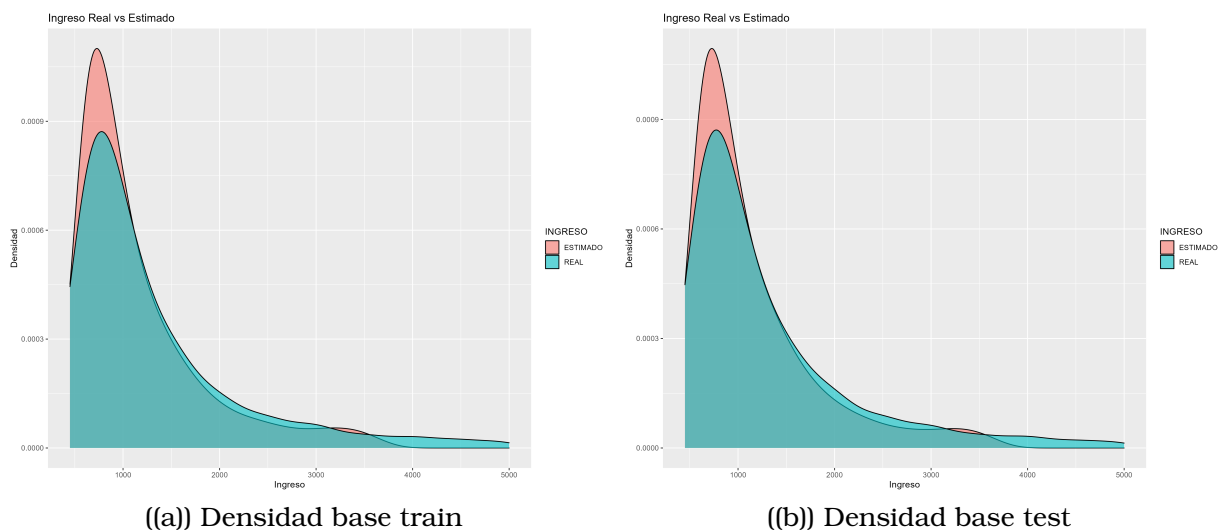 Ingreso Real vs Estimado
Densidad
0.0009
0.0006
0.0003
0.0000
1000 2000 3000 4000 5000
Ingreso
INGRESO
ESTIMADO
REAL
((a)) Densidad base train
Ingreso Real vs Estimado
Densidad
0.0009
0.0006
0.0003
0.0000
1000 2000 3000 4000 5000
Ingreso
INGRESO
ESTIMADO
REAL
((b)) Densidad base test